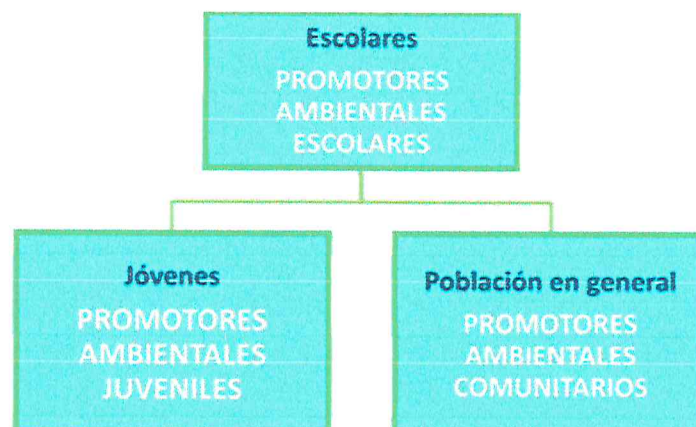 Escolares
PROMOTORES
AMBIENTALES
ESCOLARES
Jóvenes
PROMOTORES
AMBIENTALES
JUVENILES
Población en general
PROMOTORES
AMBIENTALES
COMUNITARIOS